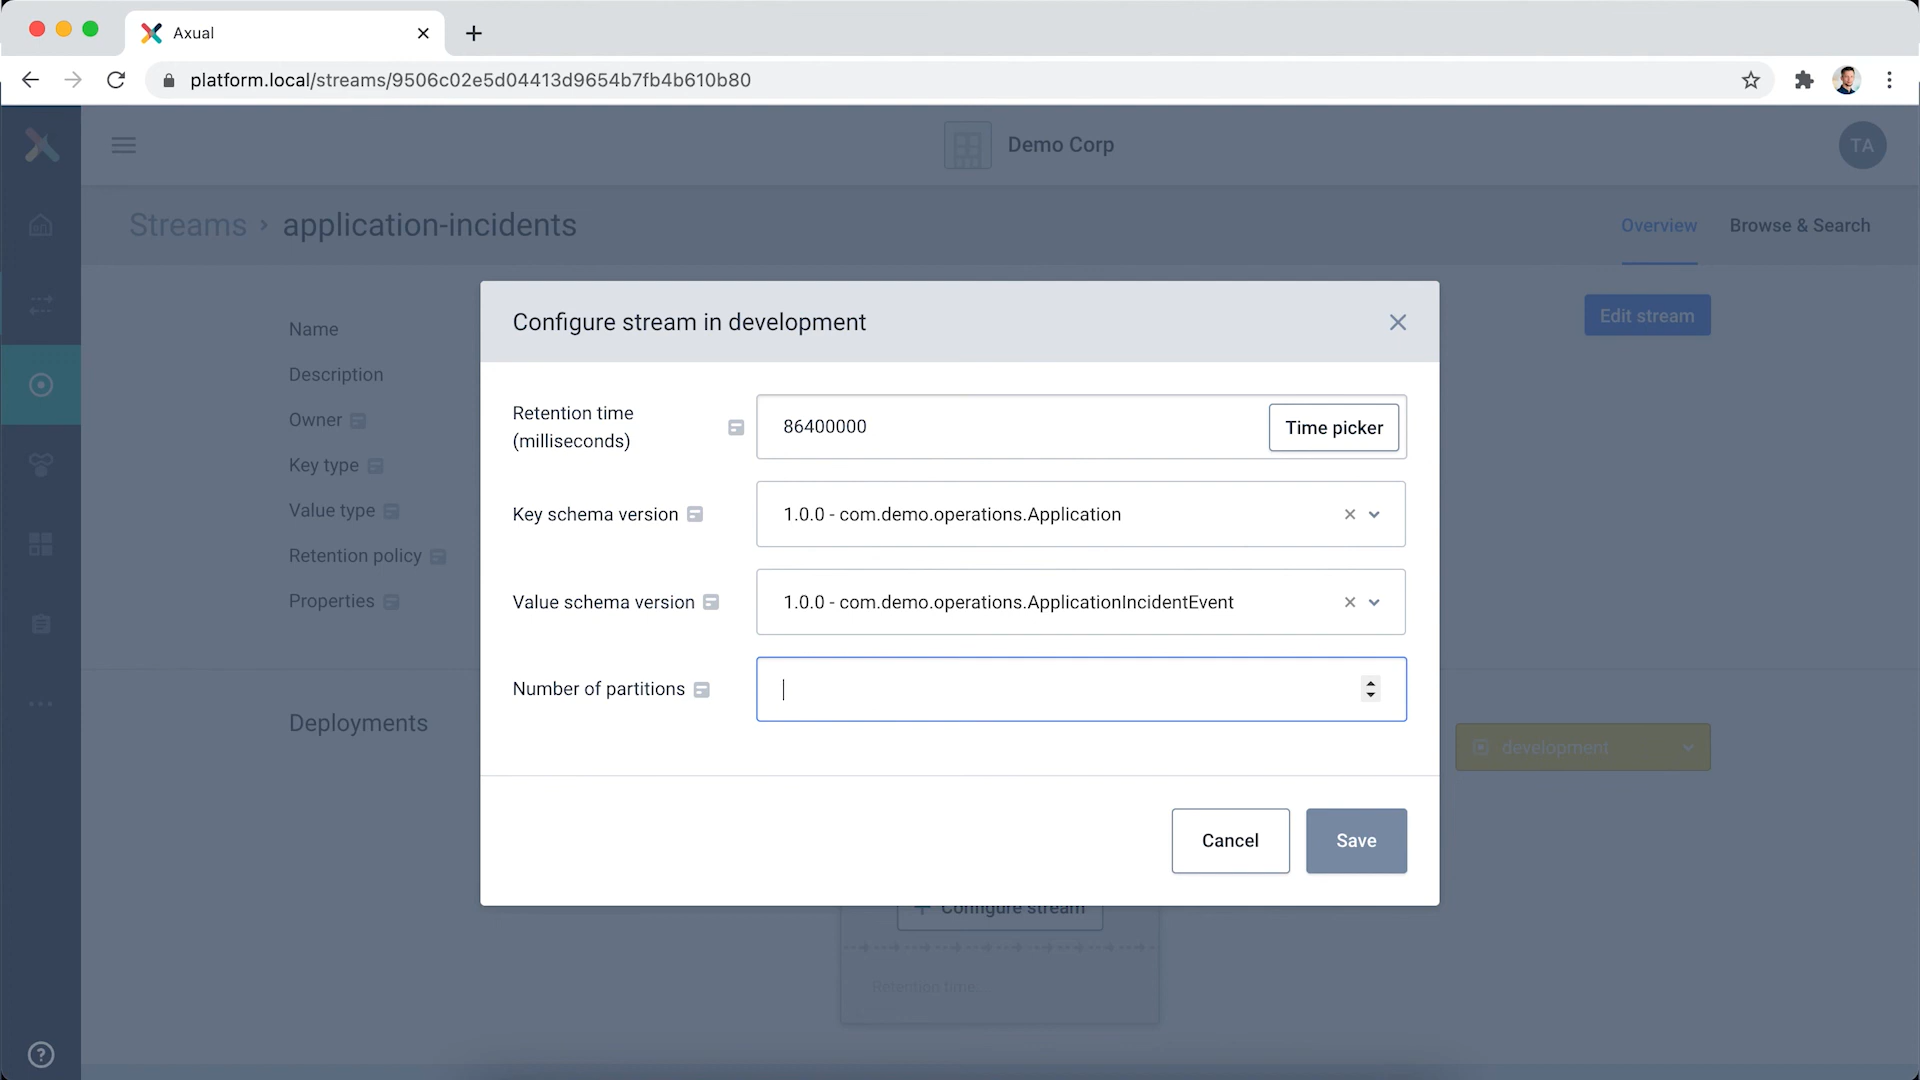 Axual
platform.local/streams/9506c02e5d04413d9654b7fb4b610b80
Demo Corp
TA
Streams › application-incidents
Overview
Browse & Search
Edit stream
Name
Description
Owner
Key type
Value type
Retention policy
Properties
Deployments
development
Configure stream in development
Retention time
(milliseconds)
86400000
Time picker
Key schema version
1.0.0 - com.demo.operations.Application
Value schema version
1.0.0 - com.demo.operations.ApplicationIncidentEvent
Number of partitions
Cancel
Save
+ Configure stream
Retention time: